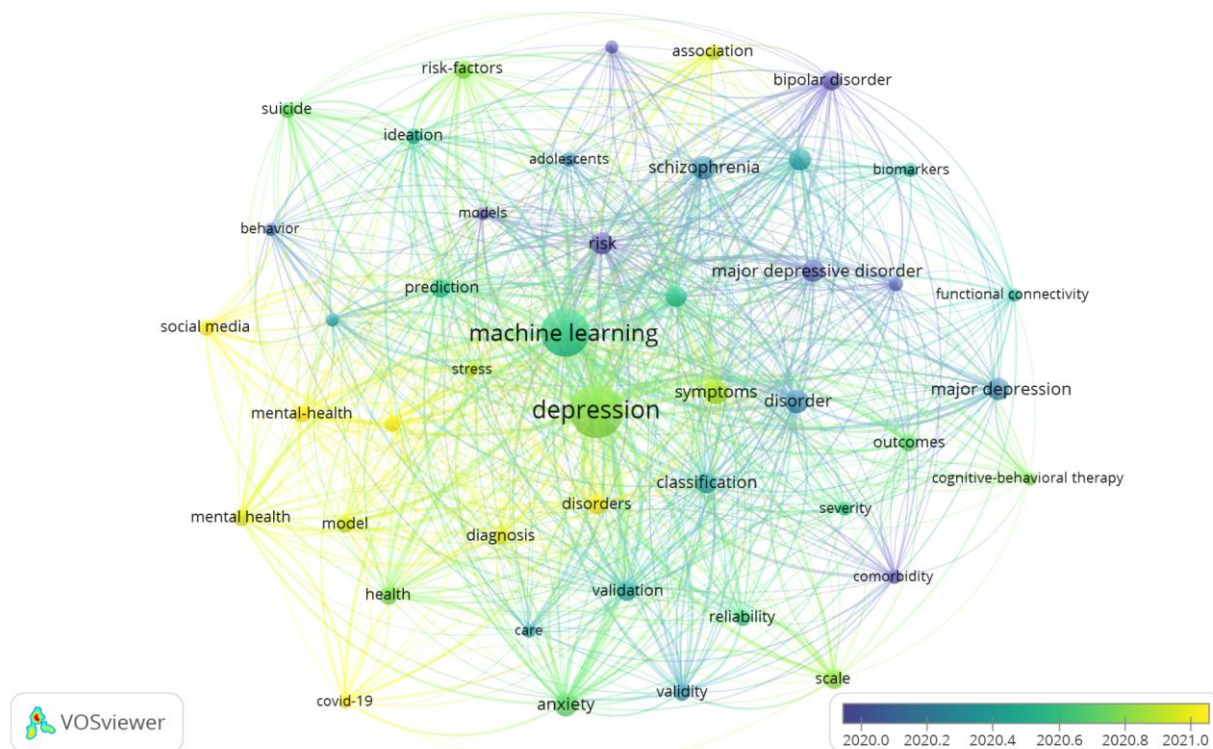 association
risk-factors
bipolar disorder
suicide
ideation
adolescents
schizophrenia
biomarkers
models
behavior
risk
major depressive disorder
prediction
functional connectivity
social media
machine learning
stress
symptoms
major depression
disorder
depression
mental-health
outcomes
cognitive-behavioral therapy
classification
disorders
severity
mental health
model
diagnosis
comorbidity
health
validation
reliability
care
scale
validity
covid-19
anxiety
VOSviewer
2020.0 2020.2 2020.4 2020.6 2020.8 2021.0